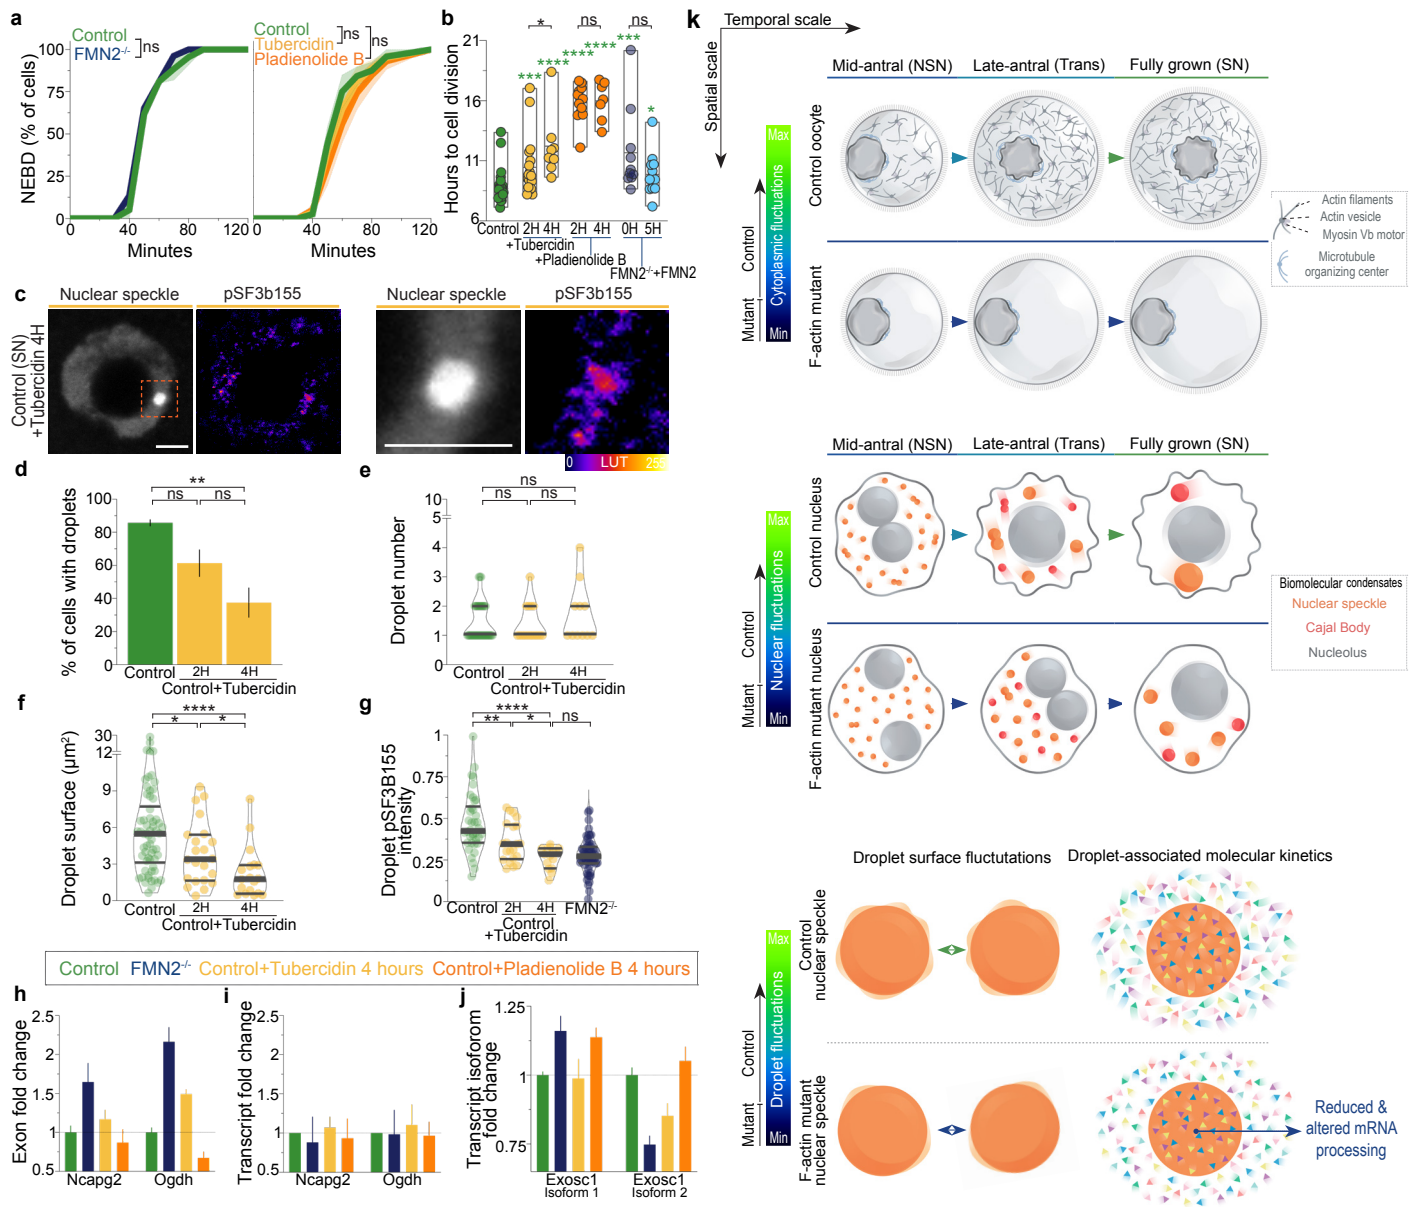 a
Control
FMN2-/-
ns
Control
Tubercidin
Pladienolide B
ns
ns
NEBD (% of cells)
100
75
50
25
0
0
40
80
120
0
40
80
120
Minutes
Minutes
b
Hours to cell division
21
16
11
6
*
ns
ns
***
****
****
****
***
*
Control
2H
4H
2H
4H
0H
5H
+Tubercidin
+Pladienolide B
FMN2-/-+FMN2
c
Nuclear speckle
pSF3b155
Nuclear speckle
pSF3b155
Control (SN)
+Tubercidin 4H
0
LUT
255
d
% of cells with droplets
100
80
60
40
20
0
**
ns
ns
Control
2H
4H
Control+Tubercidin
e
Droplet number
10
5
4
3
2
1
ns
ns
ns
Control
2H
4H
Control+Tubercidin
f
Droplet surface (µm2)
30
12
9
6
3
0
****
*
*
Control
2H
4H
Control+Tubercidin
g
Droplet pSF3B155
intensity
1
0.75
0.5
0.25
0
****
**
*
ns
Control
2H
4H
FMN2-/-
Control
+Tubercidin
Control
FMN2-/-
Control+Tubercidin 4 hours
Control+Pladienolide B 4 hours
h
Exon fold change
2.5
2
1.5
1
0.5
Ncapg2
Ogdh
i
Transcript fold change
2.5
2
1.5
1
0.5
Ncapg2
Ogdh
j
Transcript isoforom
fold change
1.25
1
0.75
Exosc1
Isoform 1
Exosc1
Isoform 2
k
Temporal scale
Spatial scale
Mid-antral (NSN)
Late-antral (Trans)
Fully grown (SN)
Control oocyte
F-actin mutant
Mutant
Control
Max
Cytoplasmic fluctuations
Min
Actin filaments
Actin vesicle
Myosin Vb motor
Microtubule
organizing center
Mid-antral (NSN)
Late-antral (Trans)
Fully grown (SN)
Control nucleus
F-actin mutant nucleus
Mutant
Control
Max
Nuclear fluctuations
Min
Biomolecular condensates
Nuclear speckle
Cajal Body
Nucleolus
Droplet surface fluctutations
Droplet-associated molecular kinetics
Control
nuclear speckle
F-actin mutant
nuclear speckle
Mutant
Control
Max
Droplet fluctuations
Min
Reduced &
altered mRNA
processing